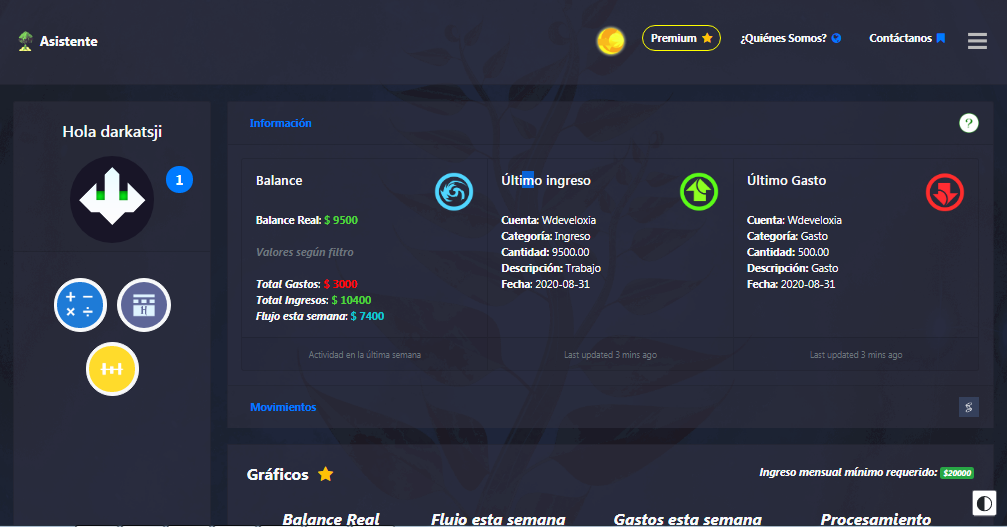 Asistente
Premium
¿Quiénes Somos?
Contáctanos
Hola darkatsji
1
Información
?
Balance
Balance Real: $ 9500
Valores según filtro
Total Gastos: $ 3000
Total Ingresos: $ 10400
Flujo esta semana: $ 7400
Actividad en la última semana
Último ingreso
Cuenta: Wdeveloxia
Categoría: Ingreso
Cantidad: 9500.00
Descripción: Trabajo
Fecha: 2020-08-31
Last updated 3 mins ago
Último Gasto
Cuenta: Wdeveloxia
Categoría: Gasto
Cantidad: 500.00
Descripción: Gasto
Fecha: 2020-08-31
Last updated 3 mins ago
Movimientos
Gráficos
Ingreso mensual mínimo requerido: $20000
Balance Real
Flujo esta semana
Gastos esta semana
Procesamiento